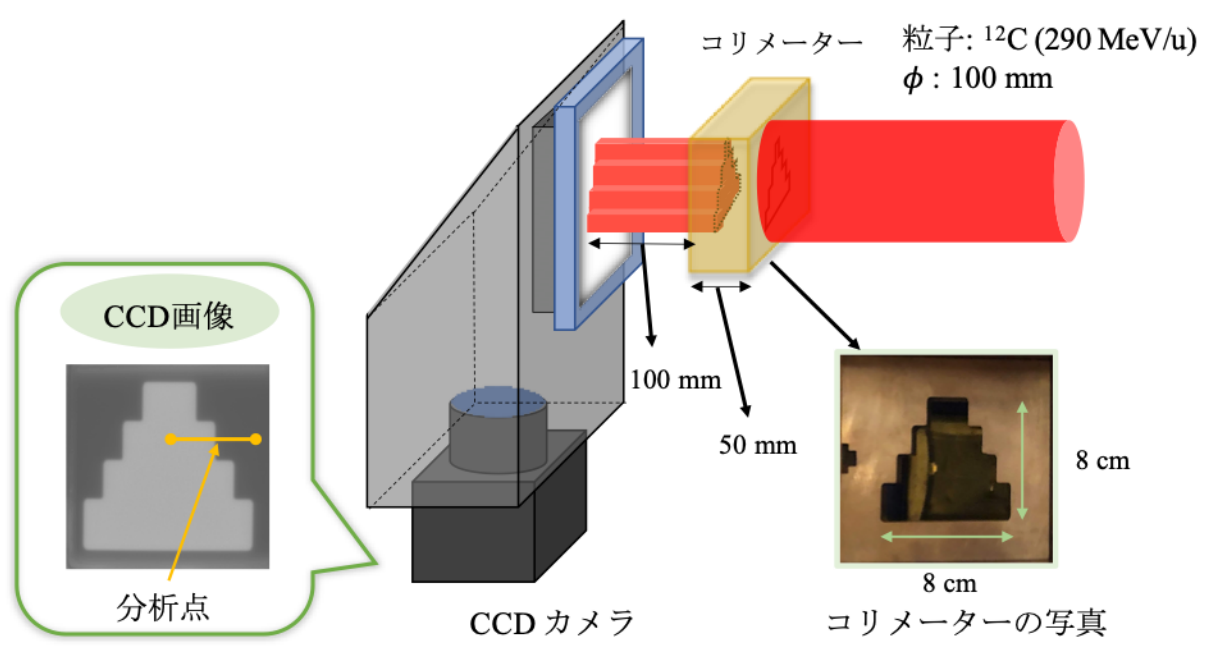 コリメーター
粒子: ¹²C (290 MeV/u)
ϕ : 100 mm
CCD画像
100 mm
50 mm
8 cm
8 cm
分析点
CCD カメラ
コリメーターの写真